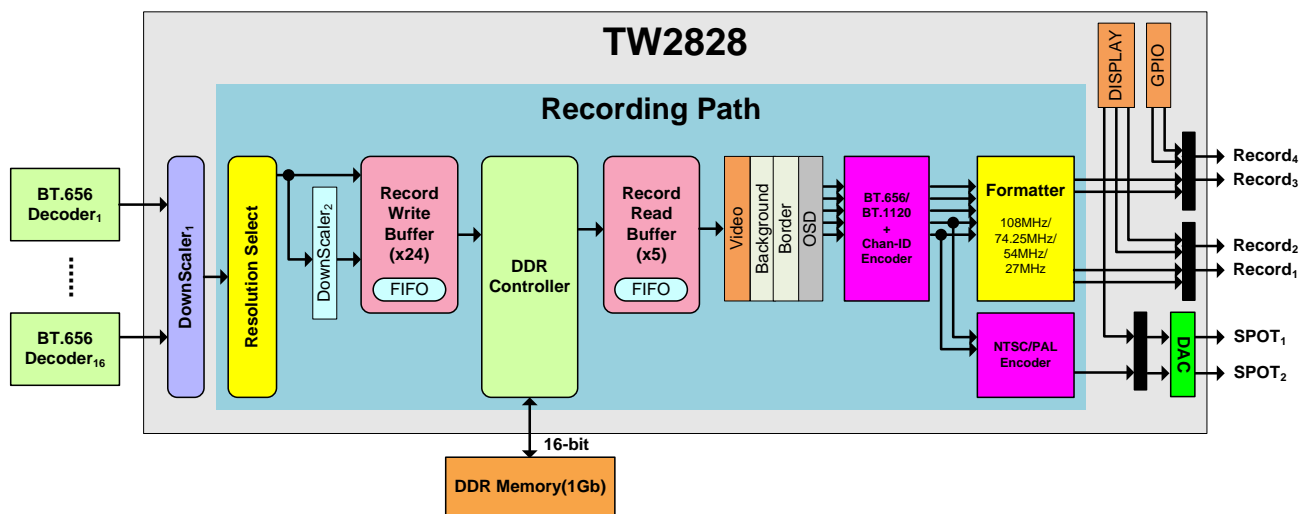 TW2828
Recording Path
DISPLAY
GPIO
BT.656
Decoder1
BT.656
Decoder16
DownScaler1
Resolution Select
DownScaler2
Record
Write
Buffer
(x24)
FIFO
DDR
Controller
Record
Read
Buffer
(x5)
FIFO
Video
Background
Border
OSD
BT.656/
BT.1120
+
Chan-ID
Encoder
Formatter
108MHz/
74.25MHz/
54MHz/
27MHz
NTSC/PAL
Encoder
DAC
Record4
Record3
Record2
Record1
SPOT1
SPOT2
16-bit
DDR Memory(1Gb)